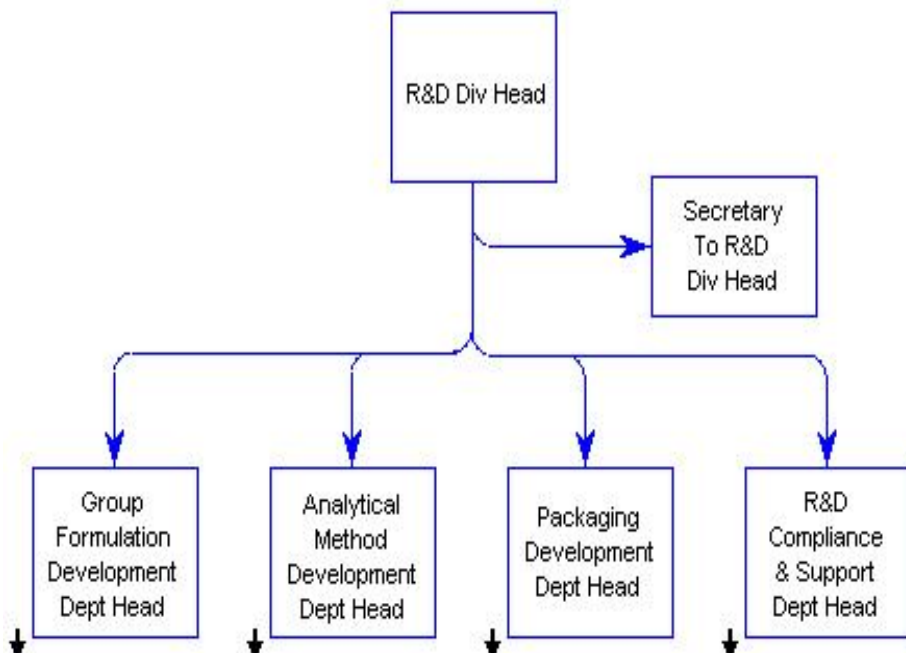 R&D Div Head
Secretary
To R&D
Div Head
Group
Formulation
Development
Dept Head
Analytical
Method
Development
Dept Head
Packaging
Development
Dept Head
R&D
Compliance
& Support
Dept Head